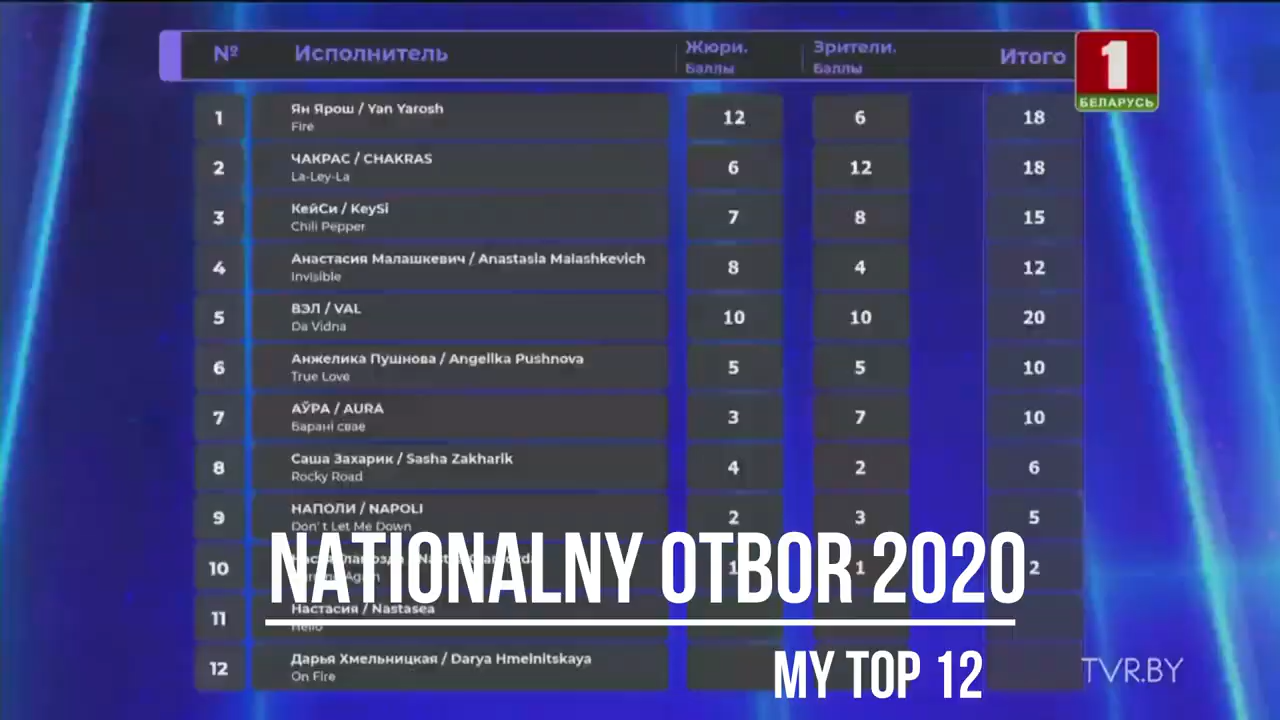 № Исполнитель Жюри. Баллы Зрители. Баллы Итого
1
БЕЛАРУСЬ
1 Ян Ярош / Yan Yarosh 12 6 18
Fire
2 ЧАКРАС / CHAKRAS 6 12 18
La-Ley-La
3 КейСи / KeySi 7 8 15
Chili Pepper
4 Анастасия Малашкевич / Anastasia Malashkevich 8 4 12
Invisible
5 ВЭЛ / VAL 10 10 20
Da Vidna
6 Анжелика Пушнова / Angelika Pushnova 5 5 10
True Love
7 АЎРА / AURA 3 7 10
Барані свае
8 Саша Захарик / Sasha Zakharik 4 2 6
Rocky Road
9 НАПОЛИ / NAPOLI 2 3 5
Don't Let Me Down
10 1 1 2
Again
NATIONALNY OTBOR 2020
11 Настасия / Nastasea
Hello
12 Дарья Хмельницкая / Darya Hmelnitskaya
On Fire
MY TOP 12
TVR.BY